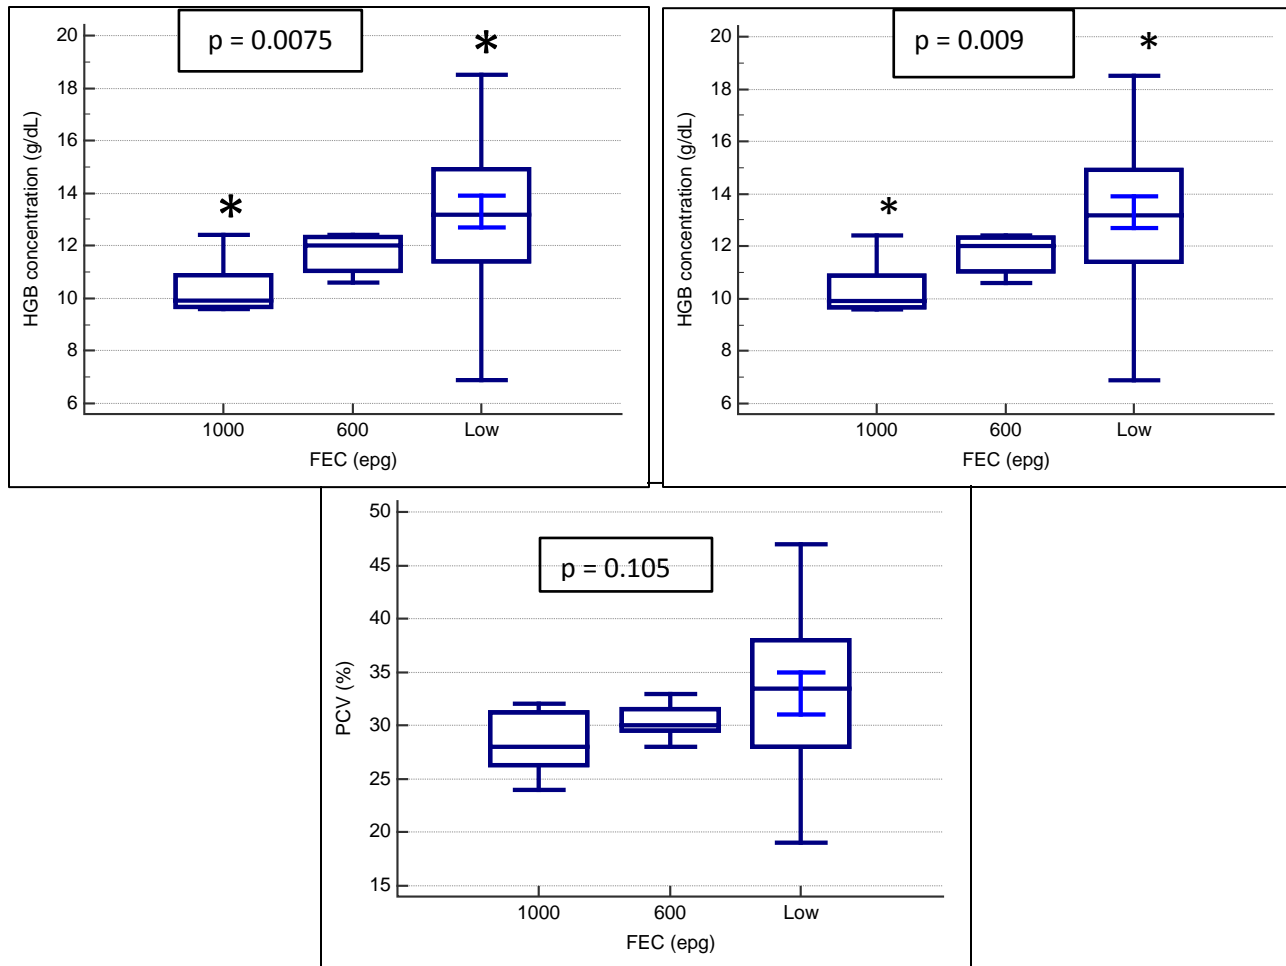 p = 0.0075
*
*
HGB concentration (g/dL)
20
18
16
14
12
10
8
6
1000
600
Low
FEC (epg)
p = 0.009
*
*
HGB concentration (g/dL)
20
18
16
14
12
10
8
6
1000
600
Low
FEC (epg)
p = 0.105
PCV (%)
50
45
40
35
30
25
20
15
1000
600
Low
FEC (epg)